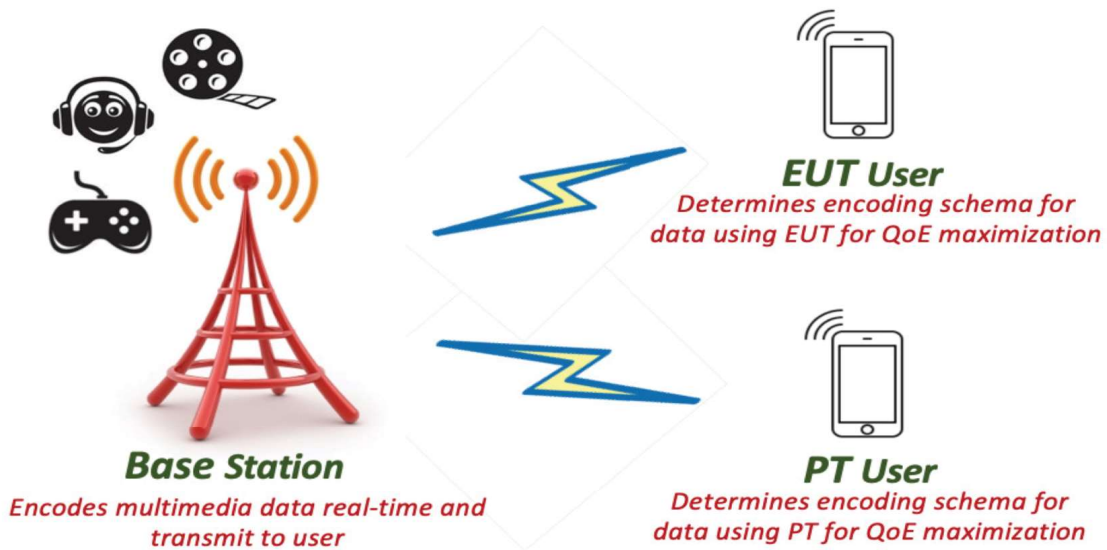 EUT User
Determines encoding schema for
data using EUT for QoE maximization
Base Station
Encodes multimedia data real-time and
transmit to user
PT User
Determines encoding schema for
data using PT for QoE maximization